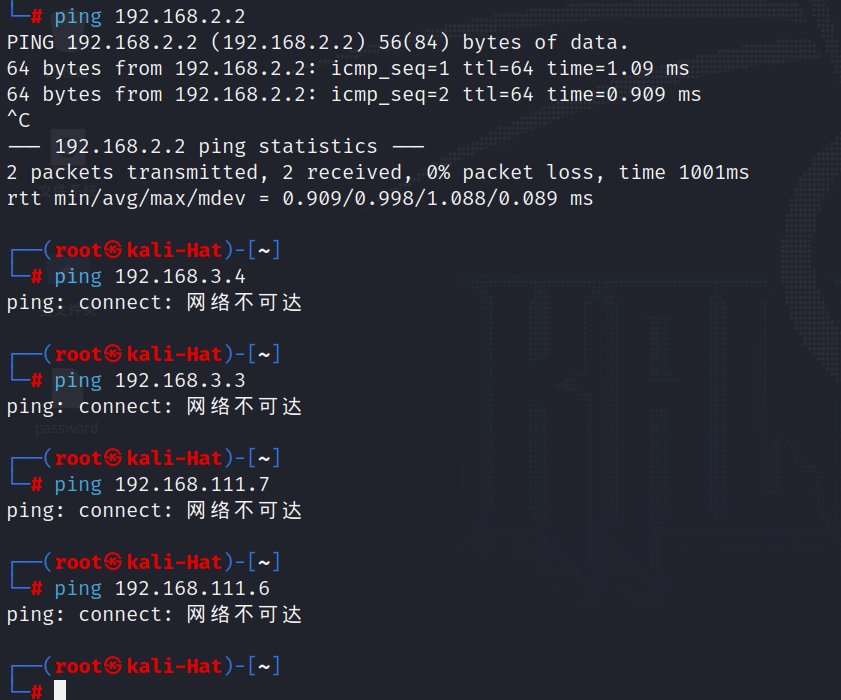 └─# ping 192.168.2.2
PING 192.168.2.2 (192.168.2.2) 56(84) bytes of data.
64 bytes from 192.168.2.2: icmp_seq=1 ttl=64 time=1.09 ms
64 bytes from 192.168.2.2: icmp_seq=2 ttl=64 time=0.909 ms
^C
--- 192.168.2.2 ping statistics ---
2 packets transmitted, 2 received, 0% packet loss, time 1001ms
rtt min/avg/max/mdev = 0.909/0.998/1.088/0.089 ms
┌──(root㉿kali-Hat)-[~]
└─# ping 192.168.3.4
ping: connect: 网络不可达
┌──(root㉿kali-Hat)-[~]
└─# ping 192.168.3.3
ping: connect: 网络不可达
password
┌──(root㉿kali-Hat)-[~]
└─# ping 192.168.111.7
ping: connect: 网络不可达
┌──(root㉿kali-Hat)-[~]
└─# ping 192.168.111.6
ping: connect: 网络不可达
┌──(root㉿kali-Hat)-[~]
└─#